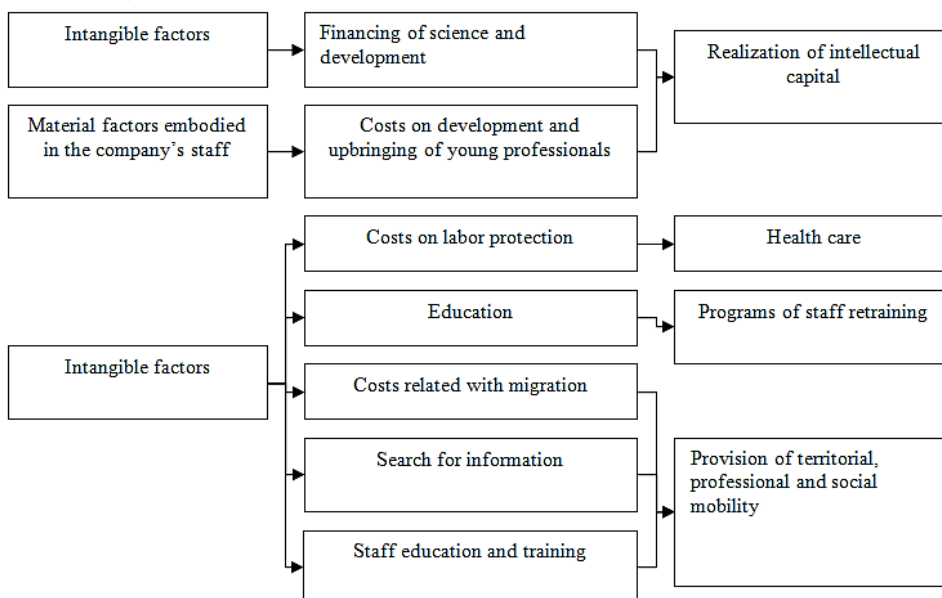 Intangible factors
Financing of science and
development
Realization of intellectual
capital
Material factors embodied
in the company's staff
Costs on development and
upbringing of young professionals
Costs on labor protection
Health care
Education
Programs of staff retraining
Intangible factors
Costs related with migration
Search for information
Provision of territorial,
professional and social
mobility
Staff education and training